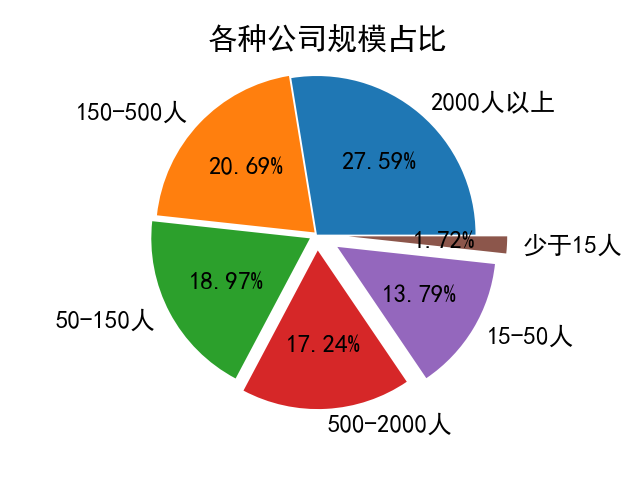 各种公司规模占比
2000人以上
150-500人
27.59%
20.69%
1.72%
少于15人
18.97%
13.79%
50-150人
15-50人
17.24%
500-2000人